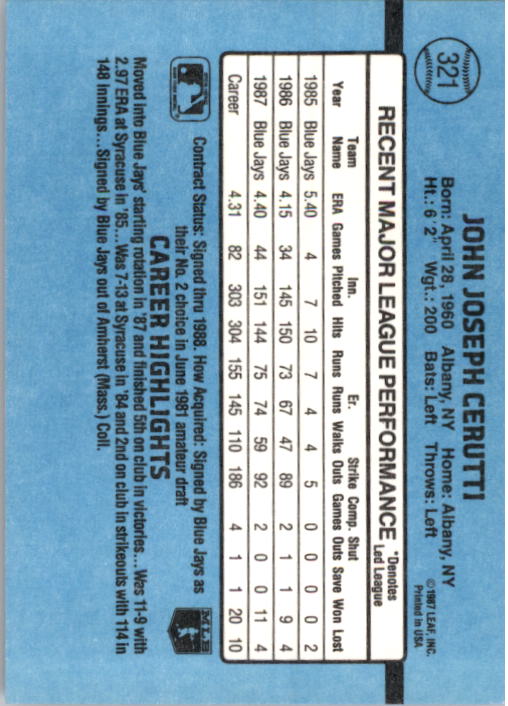 321
JOHN JOSEPH CERUTTI
Born: April 28, 1960 Albany, NY Home: Albany, NY
Ht.: 6' 2" Wgt.: 200 Bats: Left Throws: Left
©1987 LEAF, INC.
Printed in USA
RECENT MAJOR LEAGUE PERFORMANCE *Denotes Led League
Team Inn. Er. Strike Comp. Shut
Year Name ERA Games Pitched Hits Runs Runs Walks Outs Games Outs Save Won Lost
1985 Blue Jays 5.40 4 7 10 7 4 4 5 0 0 0 0 2
1986 Blue Jays 4.15 34 145 150 73 67 47 89 2 1 1 9 4
1987 Blue Jays 4.40 44 151 144 75 74 59 92 2 0 0 11 4
Career 4.31 82 303 304 155 145 110 186 4 1 1 20 10
Contract Status: Signed thru 1988. How Acquired: Signed by Blue Jays as
their No. 2 choice in June 1981 amateur draft
MLB
CAREER HIGHLIGHTS
Moved into Blue Jays' starting rotation in '87 and finished 5th on club in victories... Was 11-9 with
2.97 ERA at Syracuse in '85... Was 7-13 at Syracuse in '84 and 2nd on club in strikeouts with 114 in
148 innings... Signed by Blue Jays out of Amherst (Mass.) Coll.